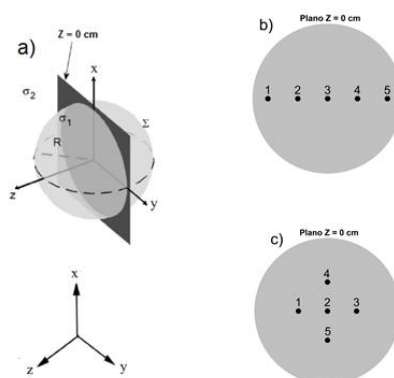 a)
Z = 0 cm
x
σ2
σ1
Σ
R
z
y
x
z
y
b)
Plano Z = 0 cm
1 2 3 4 5
c)
Plano Z = 0 cm
4
1 2 3
5